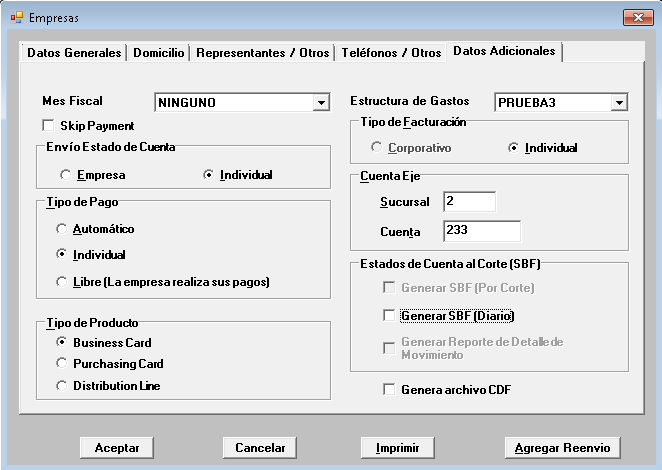 Empresas
Datos Generales
Domicilio
Representantes / Otros
Teléfonos / Otros
Datos Adicionales
Mes Fiscal
NINGUNO
Skip Payment
Envío Estado de Cuenta
Empresa
Individual
Tipo de Pago
Automático
Individual
Libre (La empresa realiza sus pagos)
Tipo de Producto
Business Card
Purchasing Card
Distribution Line
Estructura de Gastos
PRUEBA3
Tipo de Facturación
Corporativo
Individual
Cuenta Eje
Sucursal
2
Cuenta
233
Estados de Cuenta al Corte (SBF)
Generar SBF (Por Corte)
Generar SBF (Diario)
Generar Reporte de Detalle de
Movimiento
Genera archivo CDF
Aceptar
Cancelar
Imprimir
Agregar Reenvio